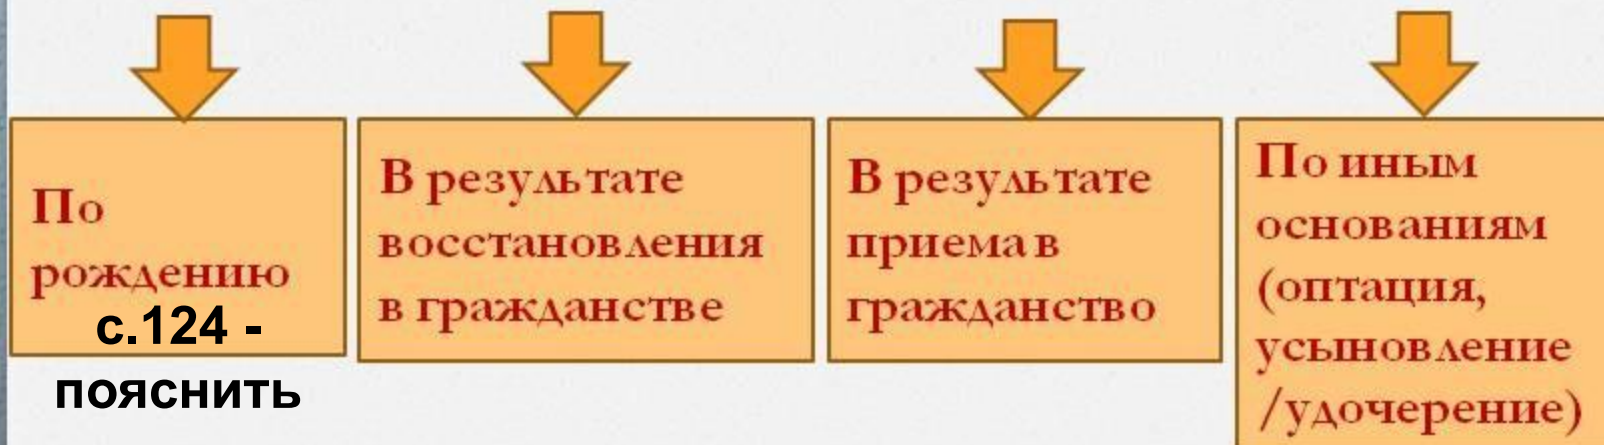 По
рождению
с.124 -
пояснить
В результате
восстановления
в гражданстве
В результате
приема в
гражданство
По иным
основаниям
(оптация,
усыновление
/удочерение)